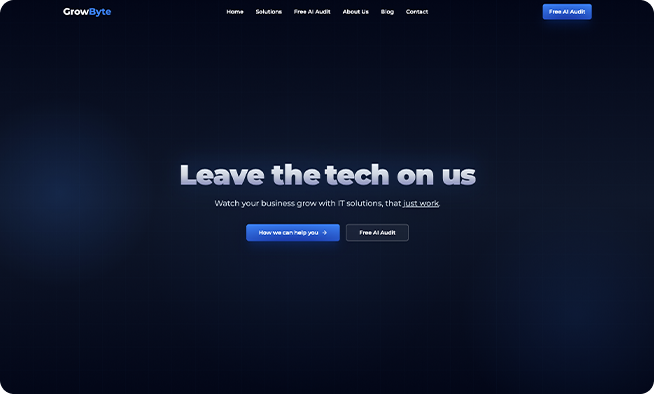 GrowByte
Home Solutions Free AI Audit About Us Blog Contact
Free AI Audit
Leave the tech on us
Watch your business grow with IT solutions, that just work.
How we can help you →
Free AI Audit